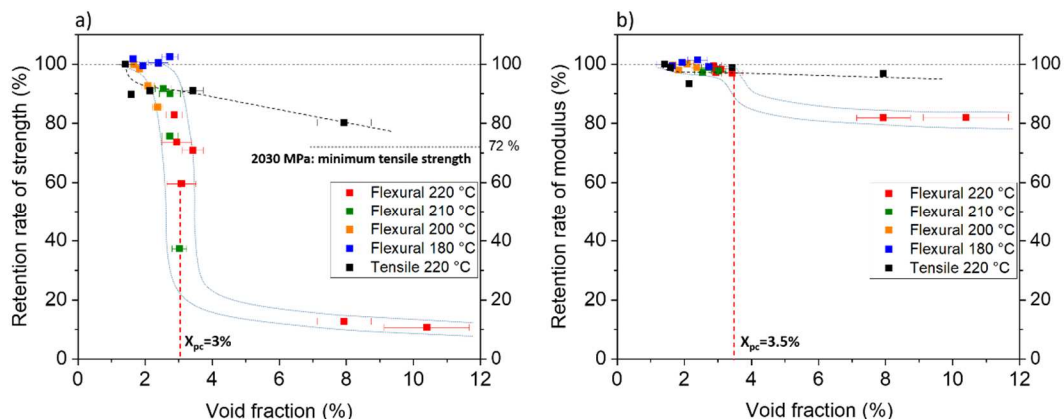 a)
Retention rate of strength (%)
100
80
60
40
20
0
100
80
72 %
60
40
20
0
2030 MPa: minimum tensile strength
Flexural 220 °C
Flexural 210 °C
Flexural 200 °C
Flexural 180 °C
Tensile 220 °C
Xpc=3%
0 2 4 6 8 10 12
Void fraction (%)
b)
Retention rate of modulus (%)
100
80
60
40
20
0
100
80
60
40
20
0
Flexural 220 °C
Flexural 210 °C
Flexural 200 °C
Flexural 180 °C
Tensile 220 °C
Xpc=3.5%
0 2 4 6 8 10 12
Void fraction (%)